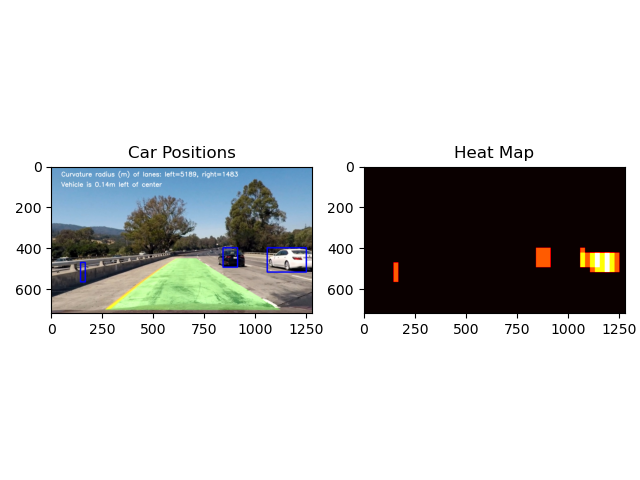 Car Positions
Curvature radius (m) of lanes: left=5189, right=1483
Vehicle is 0.14m left of center
0
200
400
600
0 250 500 750 1000 1250
Heat Map
0
200
400
600
0 250 500 750 1000 1250